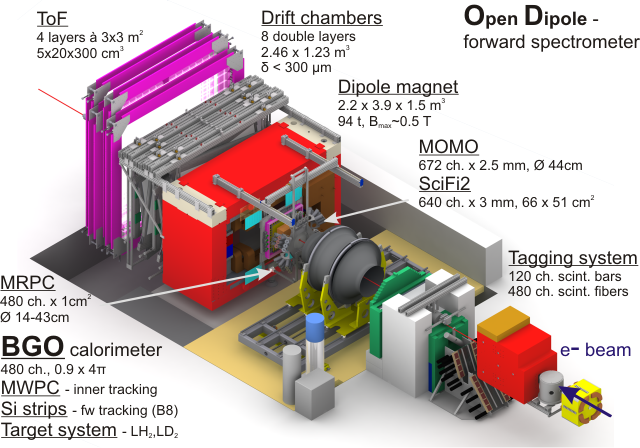 ToF
4 layers à 3x3 m²
5x20x300 cm³
Drift chambers
8 double layers
2.46 x 1.23 m³
δ < 300 µm
Open Dipole -
forward spectrometer
Dipole magnet
2.2 x 3.9 x 1.5 m³
94 t, Bmax~0.5 T
MOMO
672 ch. x 2.5 mm, Ø 44cm
SciFi2
640 ch. x 3 mm, 66 x 51 cm²
Tagging system
120 ch. scint. bars
480 ch. scint. fibers
MRPC
480 ch. x 1cm²
Ø 14-43cm
e- beam
BGO calorimeter
480 ch., 0.9 x 4π
MWPC - inner tracking
Si strips - fw tracking (B8)
Target system - LH₂,LD₂